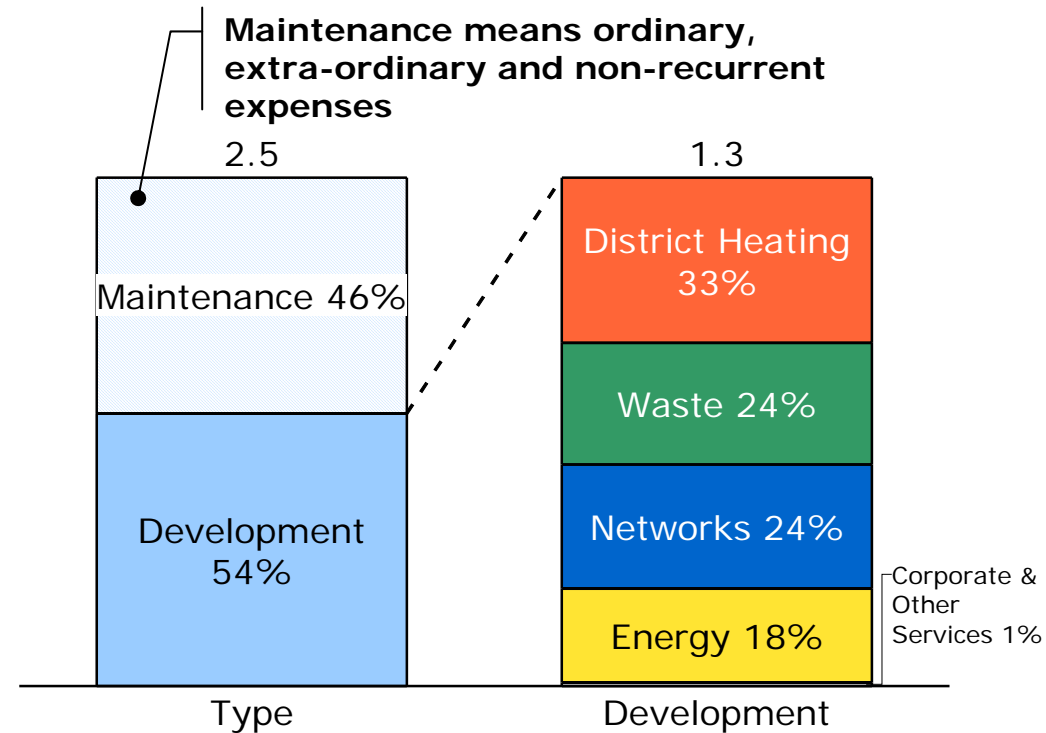 Maintenance means ordinary,
extra-ordinary and non-recurrent
expenses
2.5
1.3
Maintenance 46%
Development
54%
District Heating
33%
Waste 24%
Networks 24%
Energy 18%
Corporate &
Other
Services 1%
Type
Development